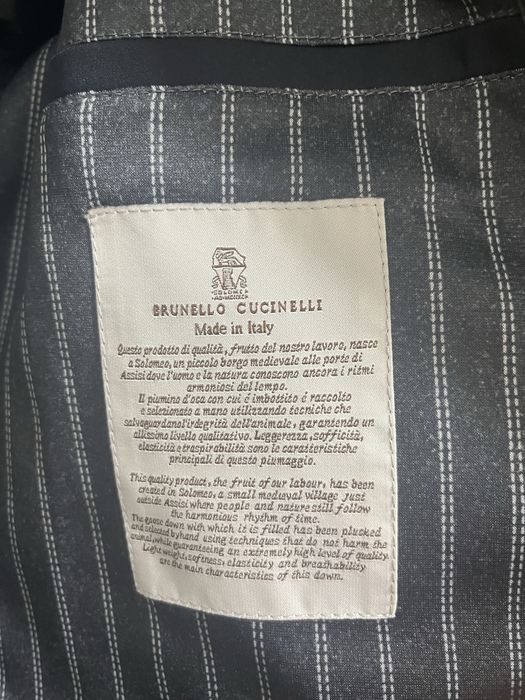 SOLOMEO
BRUNELLO CUCINELLI
Made in Italy
Questo prodotto di qualità, frutto del nostro lavoro, nasce
a Solomeo, un piccolo borgo medievale alle porte di
Assisi dove l'uomo e la natura conoscono ancora i ritmi
armoniosi del tempo.
Il piumino d'oca con cui é imbottito é raccolto
e selezionato a mano utilizzando tecniche che
salvoguardano l'irdegrità dell'animale, garantendo un
altissimo livello qualitativo. Leggerezza, sofficità,
elasticità e traspirabilità sono le caratteristiche
principali di questo piumaggio.
This quality product, the fruit of our labour, has been
created in Solomeo, a small medieval village just
outside Assisi where people and nature still follow
the harmonious rhythm of time.
The goose down with which it is filled has been plucked
and selected by hand using techniques that do not harm the
animal, while guaranteeing an extremely high level of quality.
Light weight, softness, elasticity and breathability
are the main characteristics of this down.